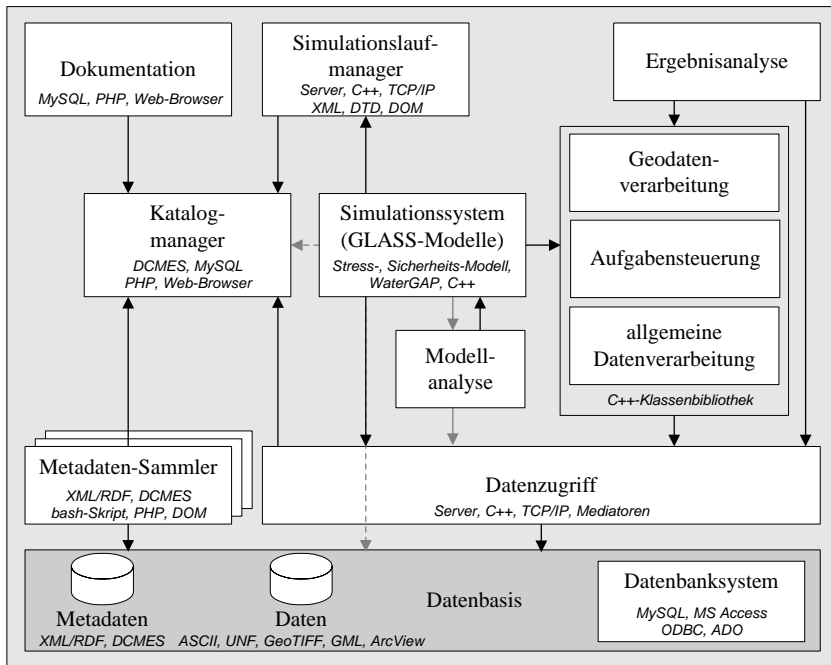 Dokumentation
MySQL, PHP, Web-Browser
Simulationslauf-
manager
Server, C++, TCP/IP
XML, DTD, DOM
Ergebnisanalyse
Katalog-
manager
DCMES, MySQL
PHP, Web-Browser
Simulationssystem
(GLASS-Modelle)
Stress-, Sicherheits-Modell,
WaterGAP, C++
Geodaten-
verarbeitung
Aufgabensteuerung
allgemeine
Datenverarbeitung
C++-Klassenbibliothek
Modell-
analyse
Metadaten-Sammler
XML/RDF, DCMES
bash-Skript, PHP, DOM
Datenzugriff
Server, C++, TCP/IP, Mediatoren
Metadaten
XML/RDF, DCMES
Daten
ASCII, UNF, GeoTIFF, GML, ArcView
Datenbasis
Datenbanksystem
MySQL, MS Access
ODBC, ADO